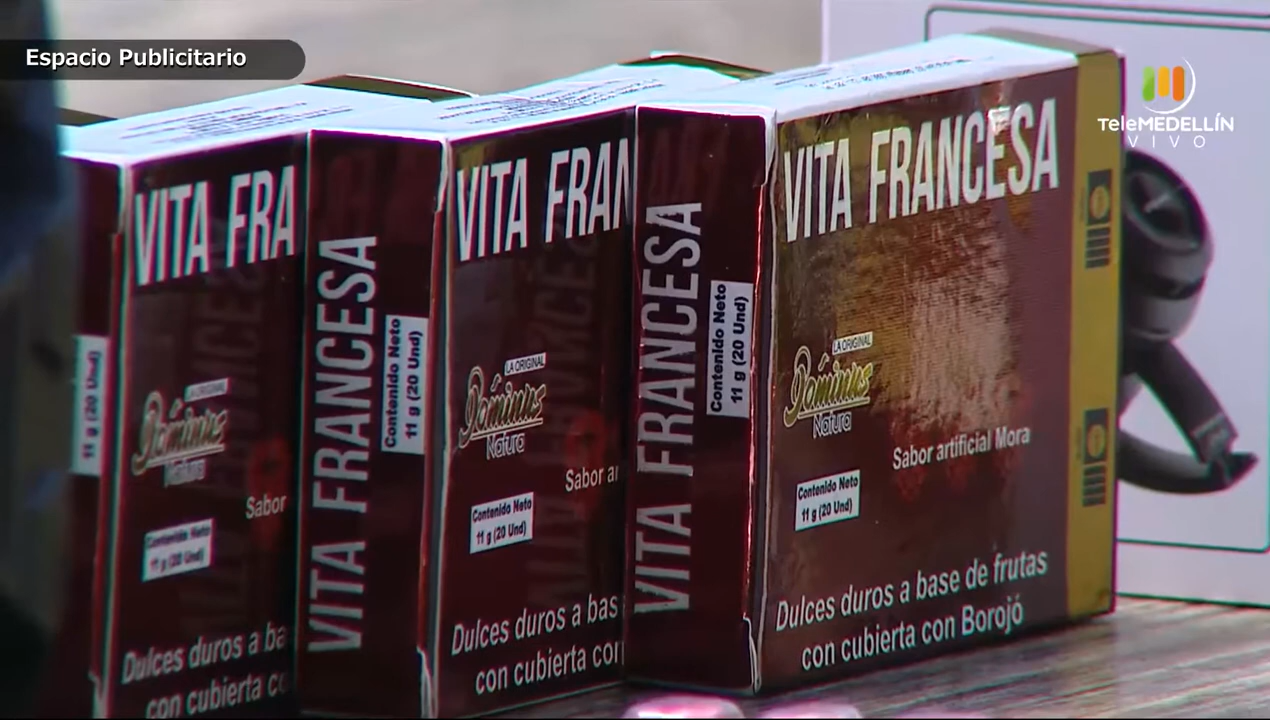 Espacio Publicitario
TeleMEDELLÍN
VIVO
11 g (20 Und)
VITA FRA
LA ORIGINAL
Dóminus
Natura
Sabor
Contenido Neto
11 g (20 Und)
Dulces duros a ba
con cubierta c
VITA FRANCESA
Contenido Neto
11 g (20 Und)
VITA FRAN
LA ORIGINAL
Dóminus
Natura
Sabor ar
Contenido Neto
11 g (20 Und)
Dulces duros a bas
con cubierta con
VITA FRANCESA
Contenido Neto
11 g (20 Und)
VITA FRANCESA
LA ORIGINAL
Dóminus
Natura
Sabor artificial Mora
Contenido Neto
11 g (20 Und)
Dulces duros a base de frutas
con cubierta con Borojó